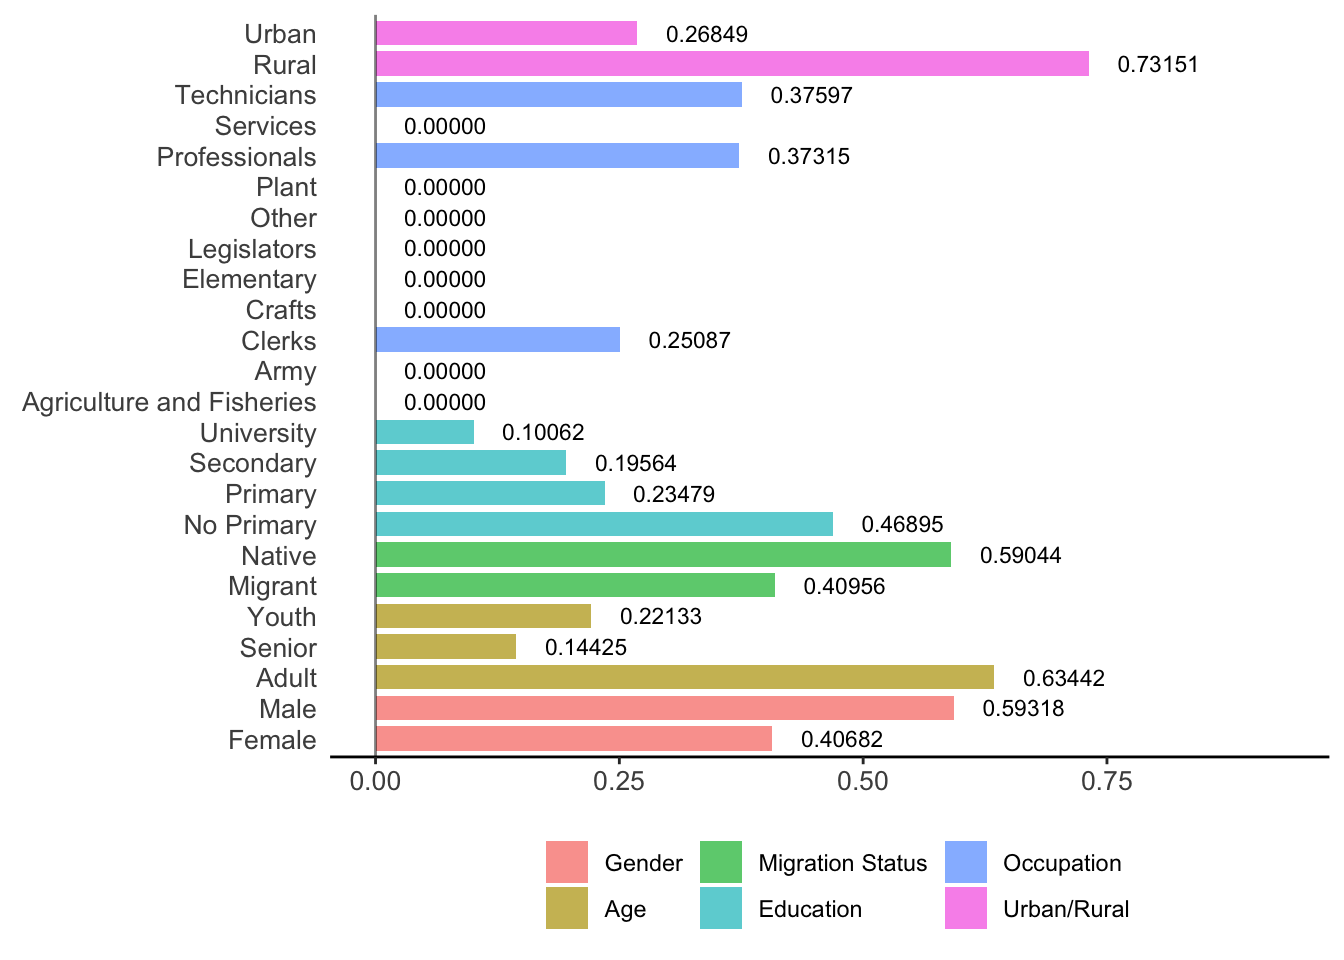 Urban 0.26849
Rural 0.73151
Technicians 0.37597
Services 0.00000
Professionals 0.37315
Plant 0.00000
Other 0.00000
Legislators 0.00000
Elementary 0.00000
Crafts 0.00000
Clerks 0.25087
Army 0.00000
Agriculture and Fisheries 0.00000
University 0.10062
Secondary 0.19564
Primary 0.23479
No Primary 0.46895
Native 0.59044
Migrant 0.40956
Youth 0.22133
Senior 0.14425
Adult 0.63442
Male 0.59318
Female 0.40682
0.00 0.25 0.50 0.75
Gender Migration Status Occupation
Age Education Urban/Rural